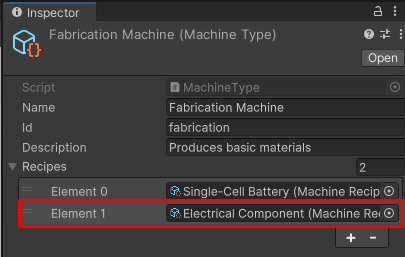 Inspector
Fabrication Machine (Machine Type)
Open
Script MachineType
Name Fabrication Machine
Id fabrication
Description Produces basic materials
Recipes 2
Element 0 Single-Cell Battery (Machine Recip
Element 1 Electrical Component (Machine Re
+ -